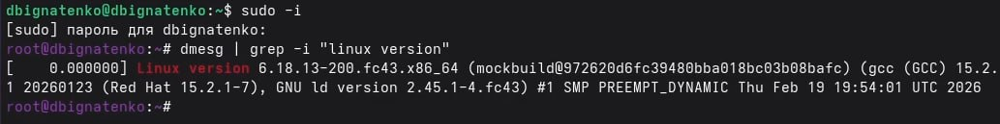 dbignatenko@dbignatenko:~$ sudo -i
[sudo] пароль для dbignatenko:
root@dbignatenko:~# dmesg | grep -i "linux version"
[    0.000000] Linux version 6.18.13-200.fc43.x86_64 (mockbuild@972620d6fc39480bba018bc03b08bafc) (gcc (GCC) 15.2.
1 20260123 (Red Hat 15.2.1-7), GNU ld version 2.45.1-4.fc43) #1 SMP PREEMPT_DYNAMIC Thu Feb 19 19:54:01 UTC 2026
root@dbignatenko:~#